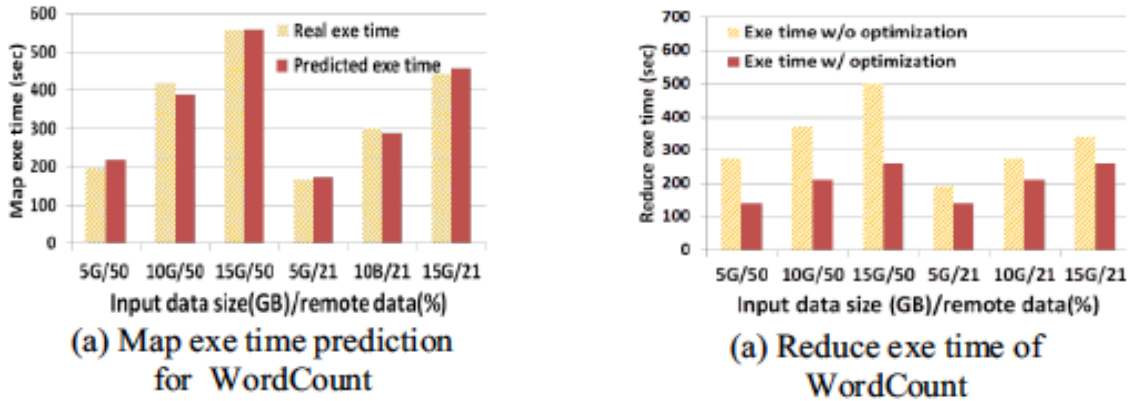 600
500
400
300
200
100
0
Map exe time (sec)
Real exe time
Predicted exe time
5G/50 10G/50 15G/50 5G/21 10B/21 15G/21
Input data size(GB)/remote data(%)
(a) Map exe time prediction
for WordCount
700
600
500
400
300
200
100
0
Reduce exe time (sec)
Exe time w/o optimization
Exe time w/ optimization
5G/50 10G/50 15G/50 5G/21 10G/21 15G/21
Input data size (GB)/remote data(%)
(a) Reduce exe time of
WordCount